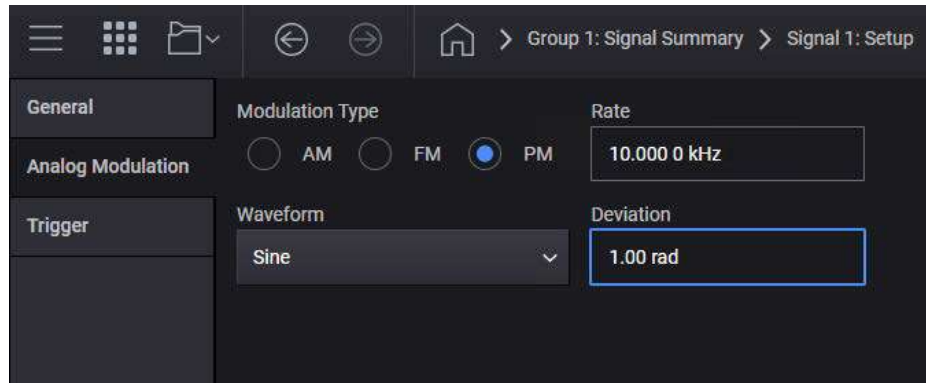 Group 1: Signal Summary > Signal 1: Setup
General
Analog Modulation
Trigger
Modulation Type
AM FM PM
Rate
10.000 0 kHz
Waveform
Sine
Deviation
1.00 rad